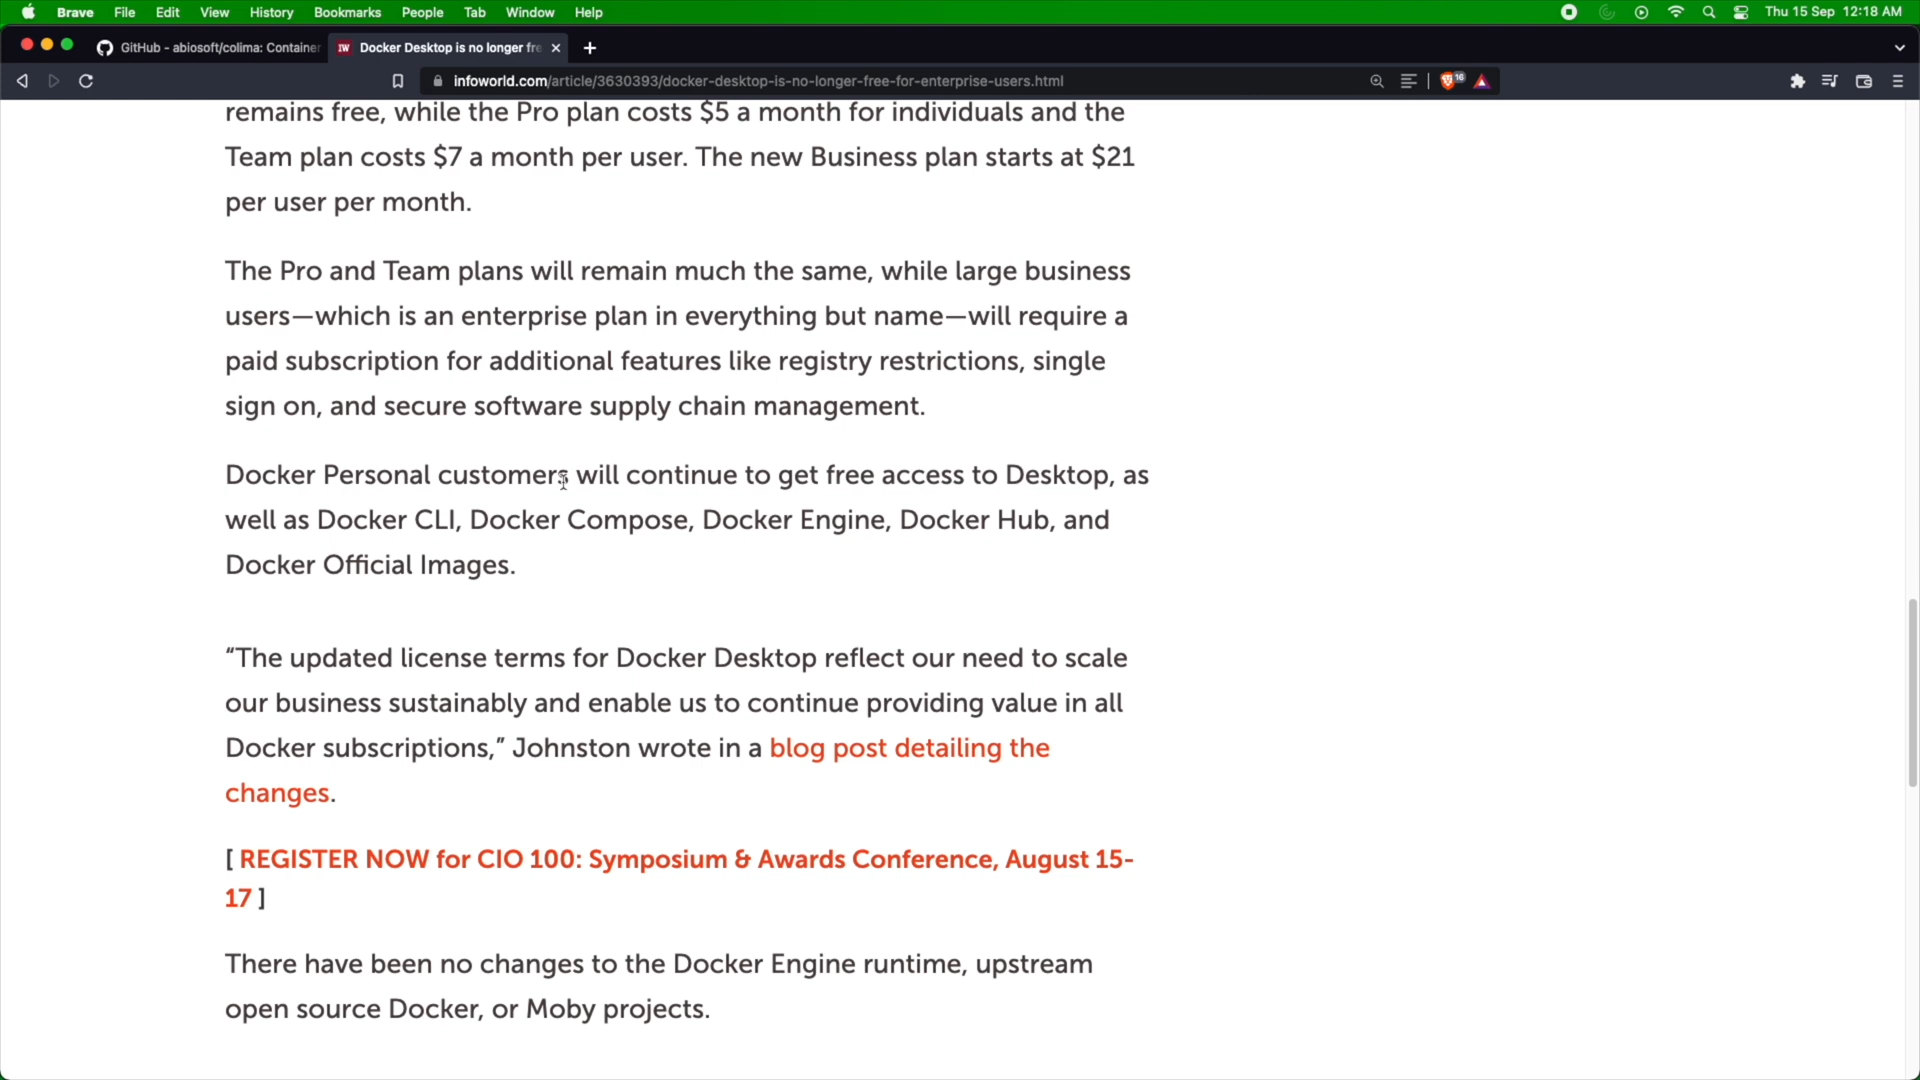 Brave File Edit View History Bookmarks People Tab Window Help Thu 15 Sep 12:18 AM
GitHub - abiosoft/colima: Container IW Docker Desktop is no longer fre
infoworld.com/article/3630393/docker-desktop-is-no-longer-free-for-enterprise-users.html 16
remains free, while the Pro plan costs $5 a month for individuals and the
Team plan costs $7 a month per user. The new Business plan starts at $21
per user per month.
The Pro and Team plans will remain much the same, while large business
users—which is an enterprise plan in everything but name—will require a
paid subscription for additional features like registry restrictions, single
sign on, and secure software supply chain management.
Docker Personal customers will continue to get free access to Desktop, as
well as Docker CLI, Docker Compose, Docker Engine, Docker Hub, and
Docker Official Images.
“The updated license terms for Docker Desktop reflect our need to scale
our business sustainably and enable us to continue providing value in all
Docker subscriptions,” Johnston wrote in a blog post detailing the
changes.
[ REGISTER NOW for CIO 100: Symposium & Awards Conference, August 15-
17 ]
There have been no changes to the Docker Engine runtime, upstream
open source Docker, or Moby projects.